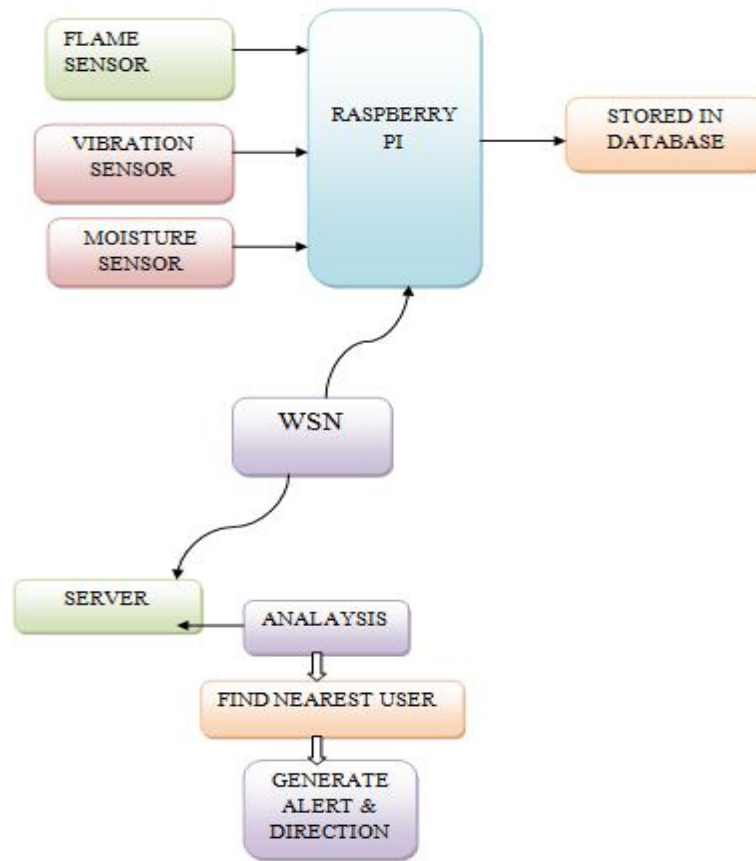 FLAME
SENSOR
VIBRATION
SENSOR
MOISTURE
SENSOR
RASPBERRY
PI
STORED IN
DATABASE
WSN
SERVER
ANALAYSIS
FIND NEAREST USER
GENERATE
ALERT &
DIRECTION